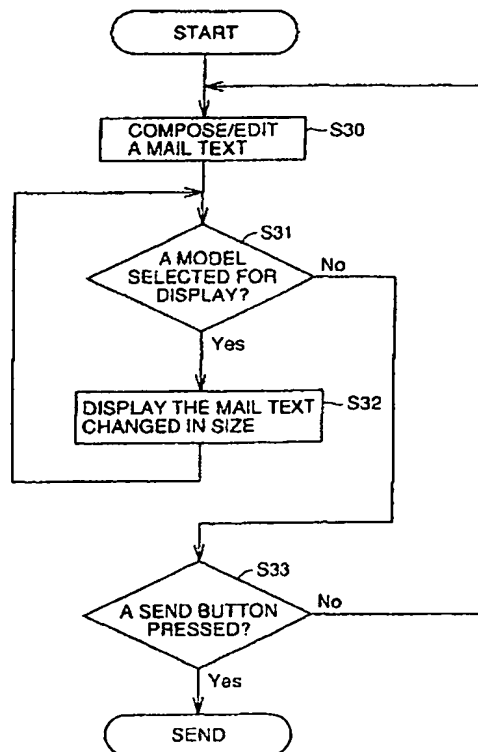 START
COMPOSE/EDIT
A MAIL TEXT
S30
S31
A MODEL
SELECTED FOR
DISPLAY?
No
Yes
DISPLAY THE MAIL TEXT
CHANGED IN SIZE
S32
S33
A SEND BUTTON
PRESSED?
No
Yes
SEND